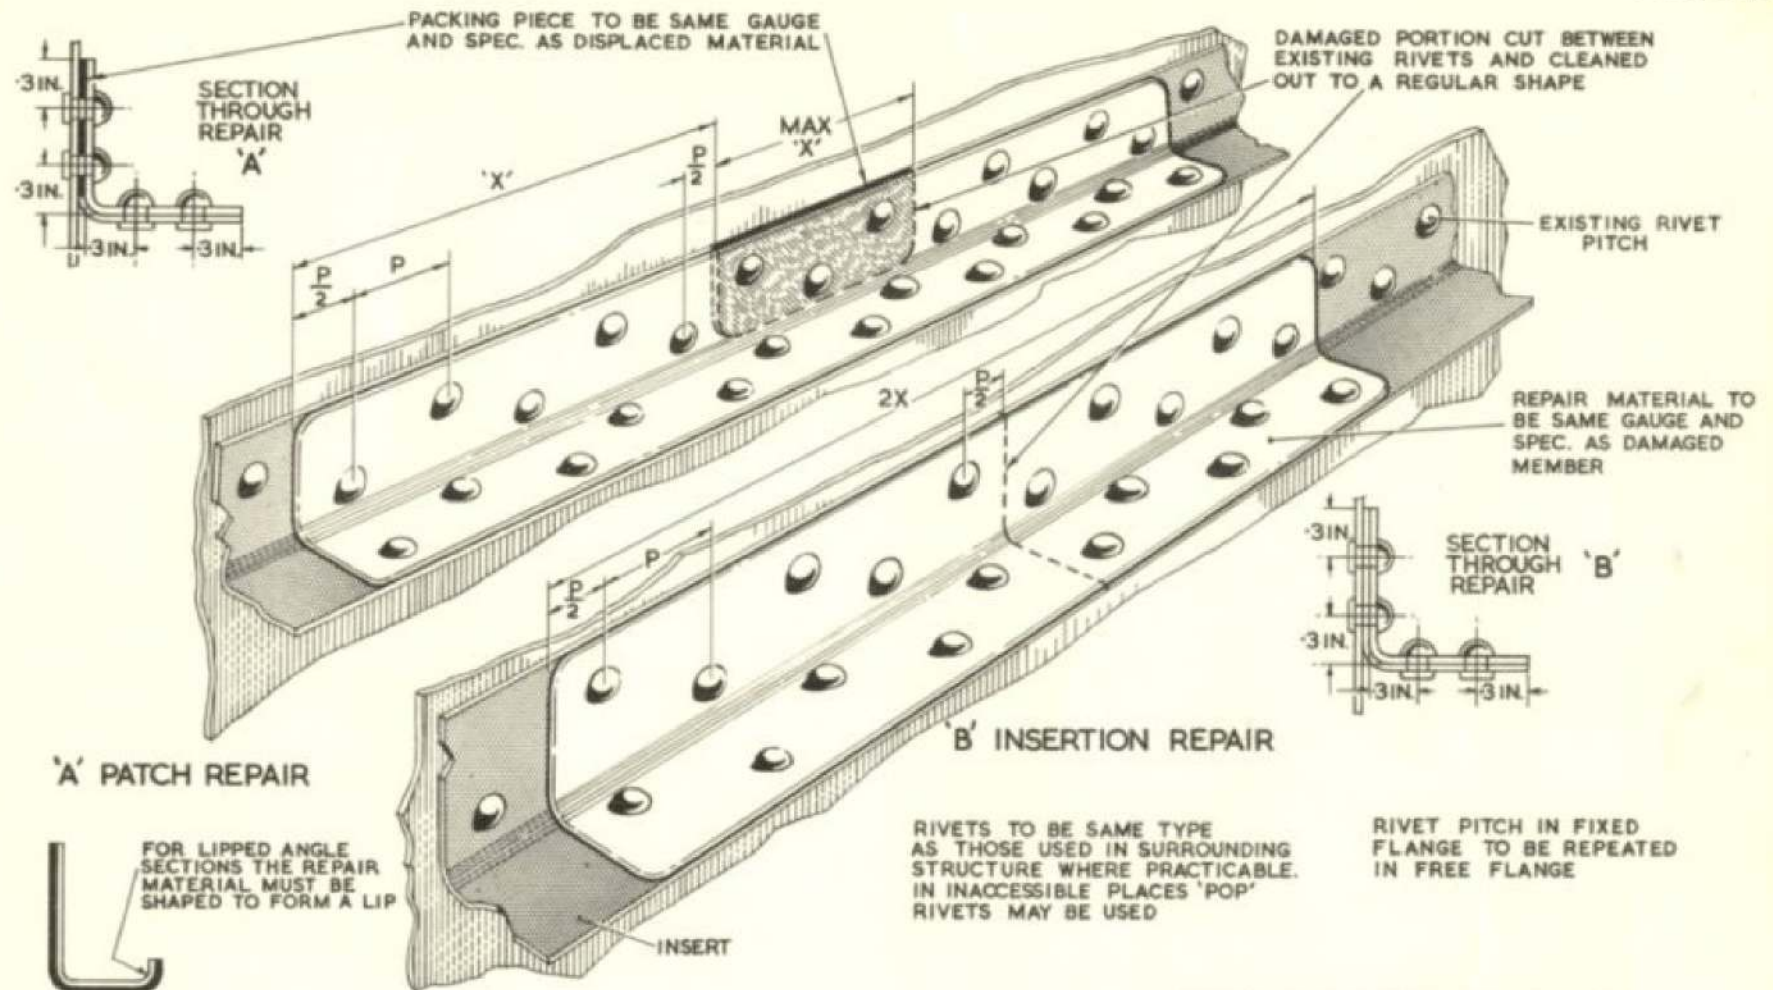 PACKING PIECE TO BE SAME GAUGE
AND SPEC. AS DISPLACED MATERIAL
DAMAGED PORTION CUT BETWEEN
EXISTING RIVETS AND CLEANED
OUT TO A REGULAR SHAPE
·3 IN.
·3 IN.
·3 IN.
·3 IN.
SECTION
THROUGH
REPAIR
'A'
'X'
P
2
MAX
'X'
P
2
P
EXISTING RIVET
PITCH
2X
P
2
REPAIR MATERIAL TO
BE SAME GAUGE AND
SPEC. AS DAMAGED
MEMBER
P
2
P
·3 IN.
·3 IN.
·3 IN.
·3 IN.
SECTION
THROUGH
REPAIR
'B'
'A' PATCH REPAIR
'B' INSERTION REPAIR
FOR LIPPED ANGLE
SECTIONS THE REPAIR
MATERIAL MUST BE
SHAPED TO FORM A LIP
INSERT
RIVETS TO BE SAME TYPE
AS THOSE USED IN SURROUNDING
STRUCTURE WHERE PRACTICABLE.
IN INACCESSIBLE PLACES 'POP'
RIVETS MAY BE USED
RIVET PITCH IN FIXED
FLANGE TO BE REPEATED
IN FREE FLANGE